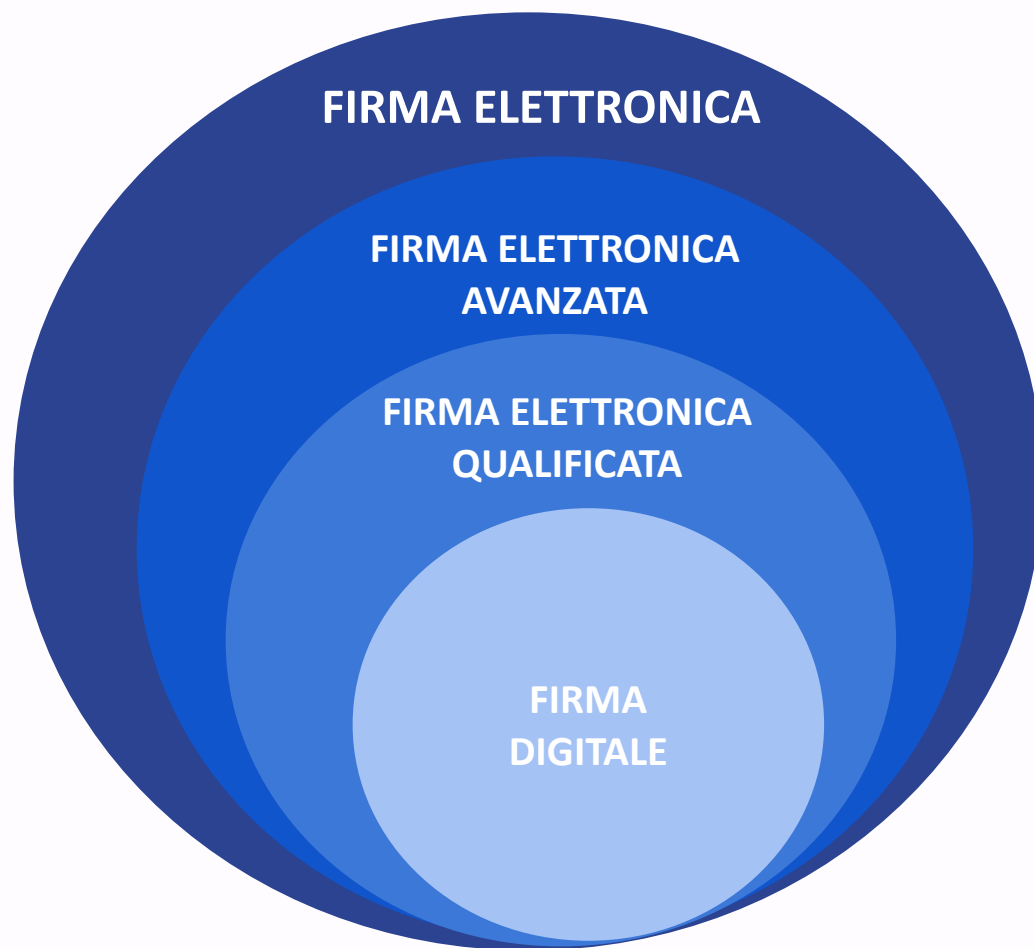 FIRMA ELETTRONICA
FIRMA ELETTRONICA
AVANZATA
FIRMA ELETTRONICA
QUALIFICATA
FIRMA
DIGITALE